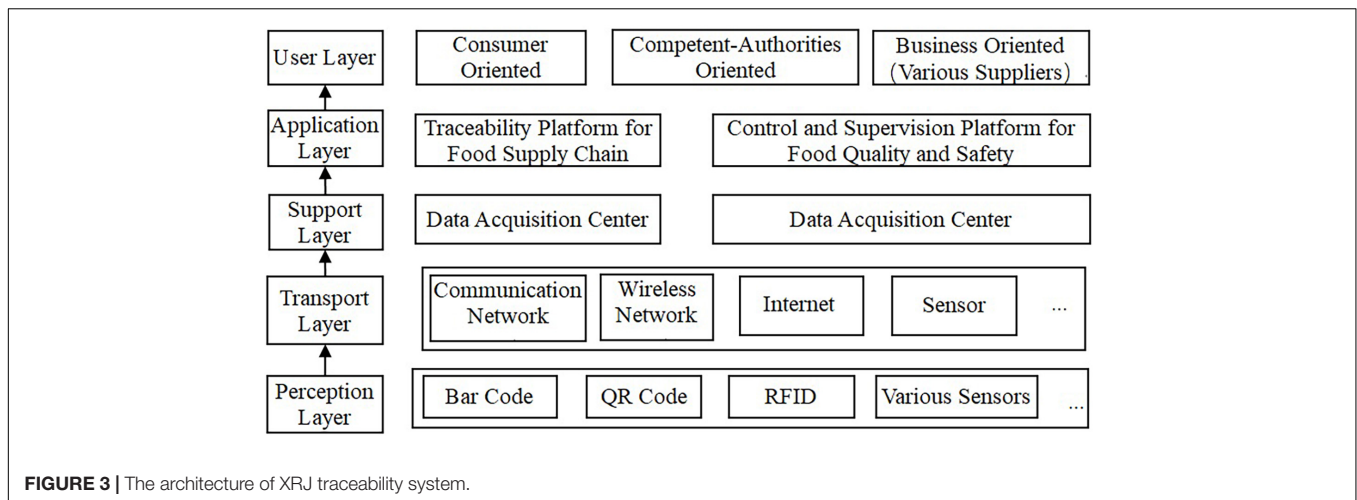 User Layer
Consumer
Oriented
Competent-Authorities
Oriented
Business Oriented
(Various Suppliers)
Application
Layer
Traceability Platform for
Food Supply Chain
Control and Supervision Platform for
Food Quality and Safety
Support
Layer
Data Acquisition Center
Data Acquisition Center
Transport
Layer
Communication
Network
Wireless
Network
Internet
Sensor
...
Perception
Layer
Bar Code
QR Code
RFID
Various Sensors
...
FIGURE 3 | The architecture of XRJ traceability system.